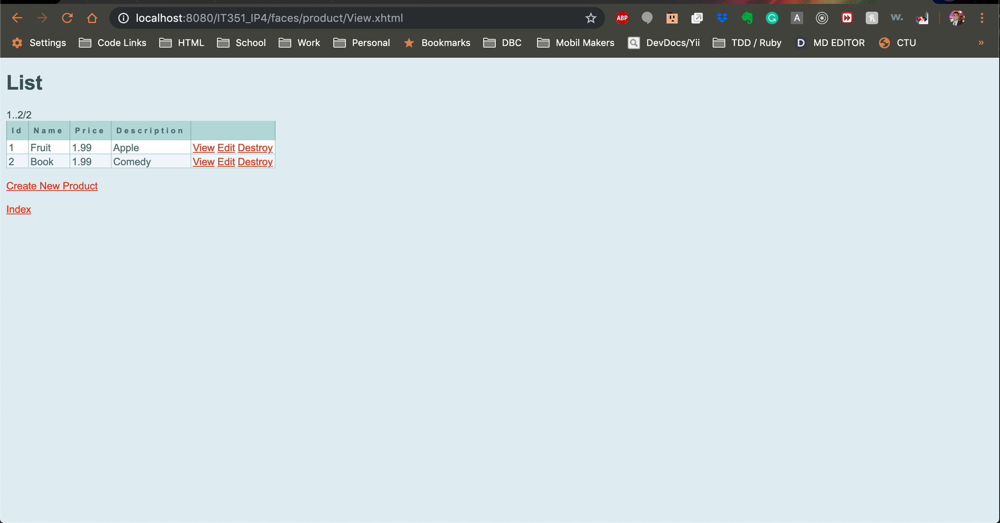 localhost:8080/IT351_IP4/faces/product/View.xhtml ABP G A h w.
Settings Code Links HTML School Work Personal Bookmarks DBC Mobil Makers DevDocs/Yii TDD / Ruby D MD EDITOR CTU »
List
1..2/2
Id Name Price Description
1 Fruit 1.99 Apple View Edit Destroy
2 Book 1.99 Comedy View Edit Destroy
Create New Product
Index